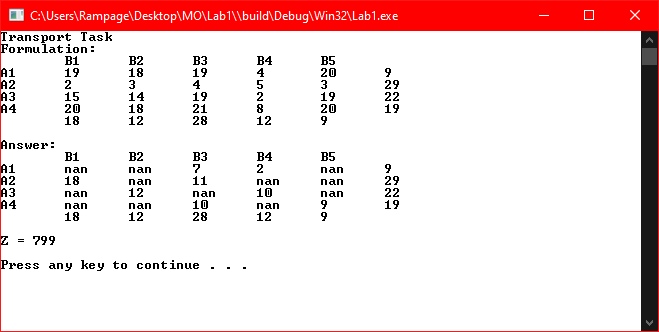 C:\Users\Rampage\Desktop\MO\Lab1\\build\Debug\Win32\Lab1.exe
Transport Task
Formulation:
B1 B2 B3 B4 B5
A1 19 18 19 4 20 9
A2 2 3 4 5 3 29
A3 15 14 19 2 19 22
A4 20 18 21 8 20 19
18 12 28 12 9
Answer:
B1 B2 B3 B4 B5
A1 nan nan 7 2 nan 9
A2 18 nan 11 nan nan 29
A3 nan 12 nan 10 nan 22
A4 nan nan 10 nan 9 19
18 12 28 12 9
Z = 799
Press any key to continue . . .